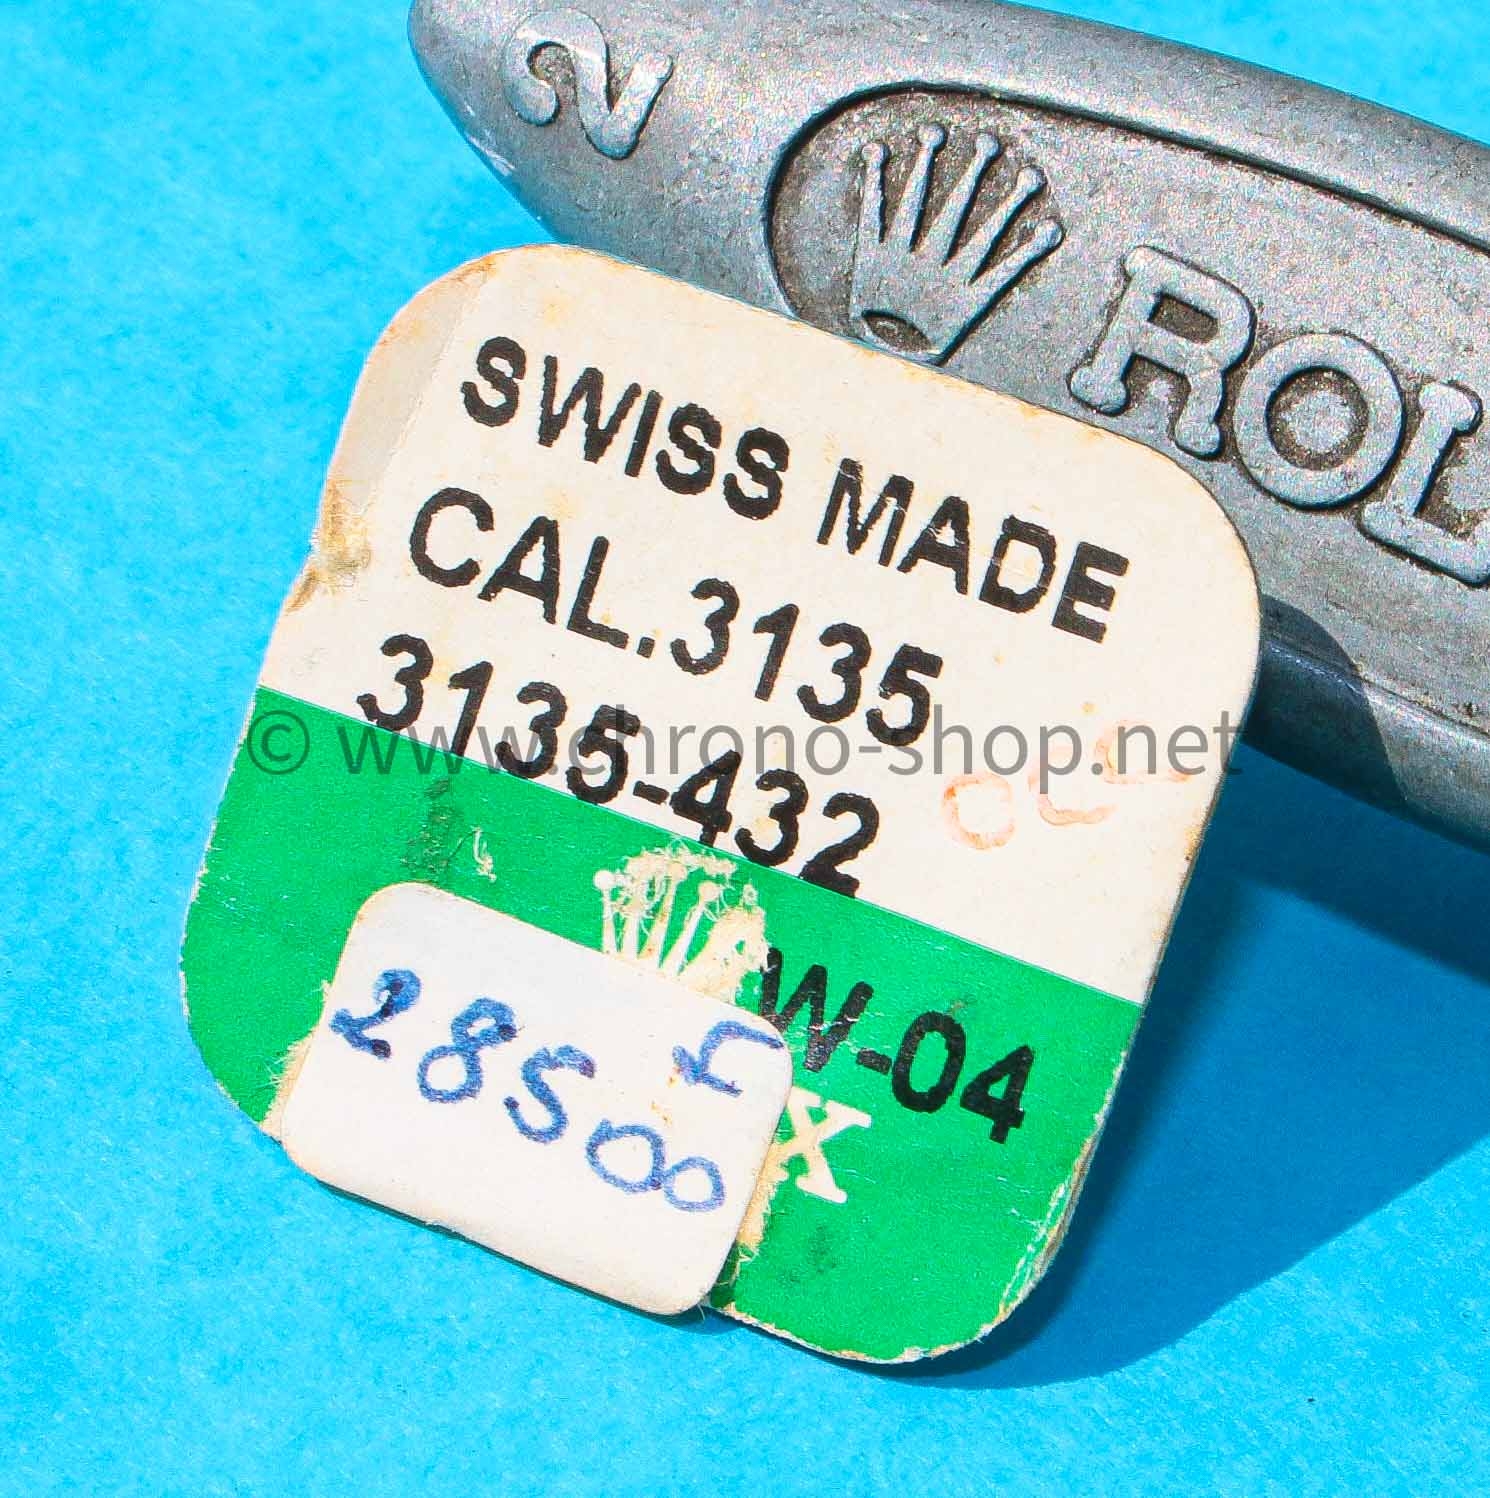 2
ROL
SWISS MADE
CAL.3135
3135-432
© www.chrono-shop.net
W-04
X
28500